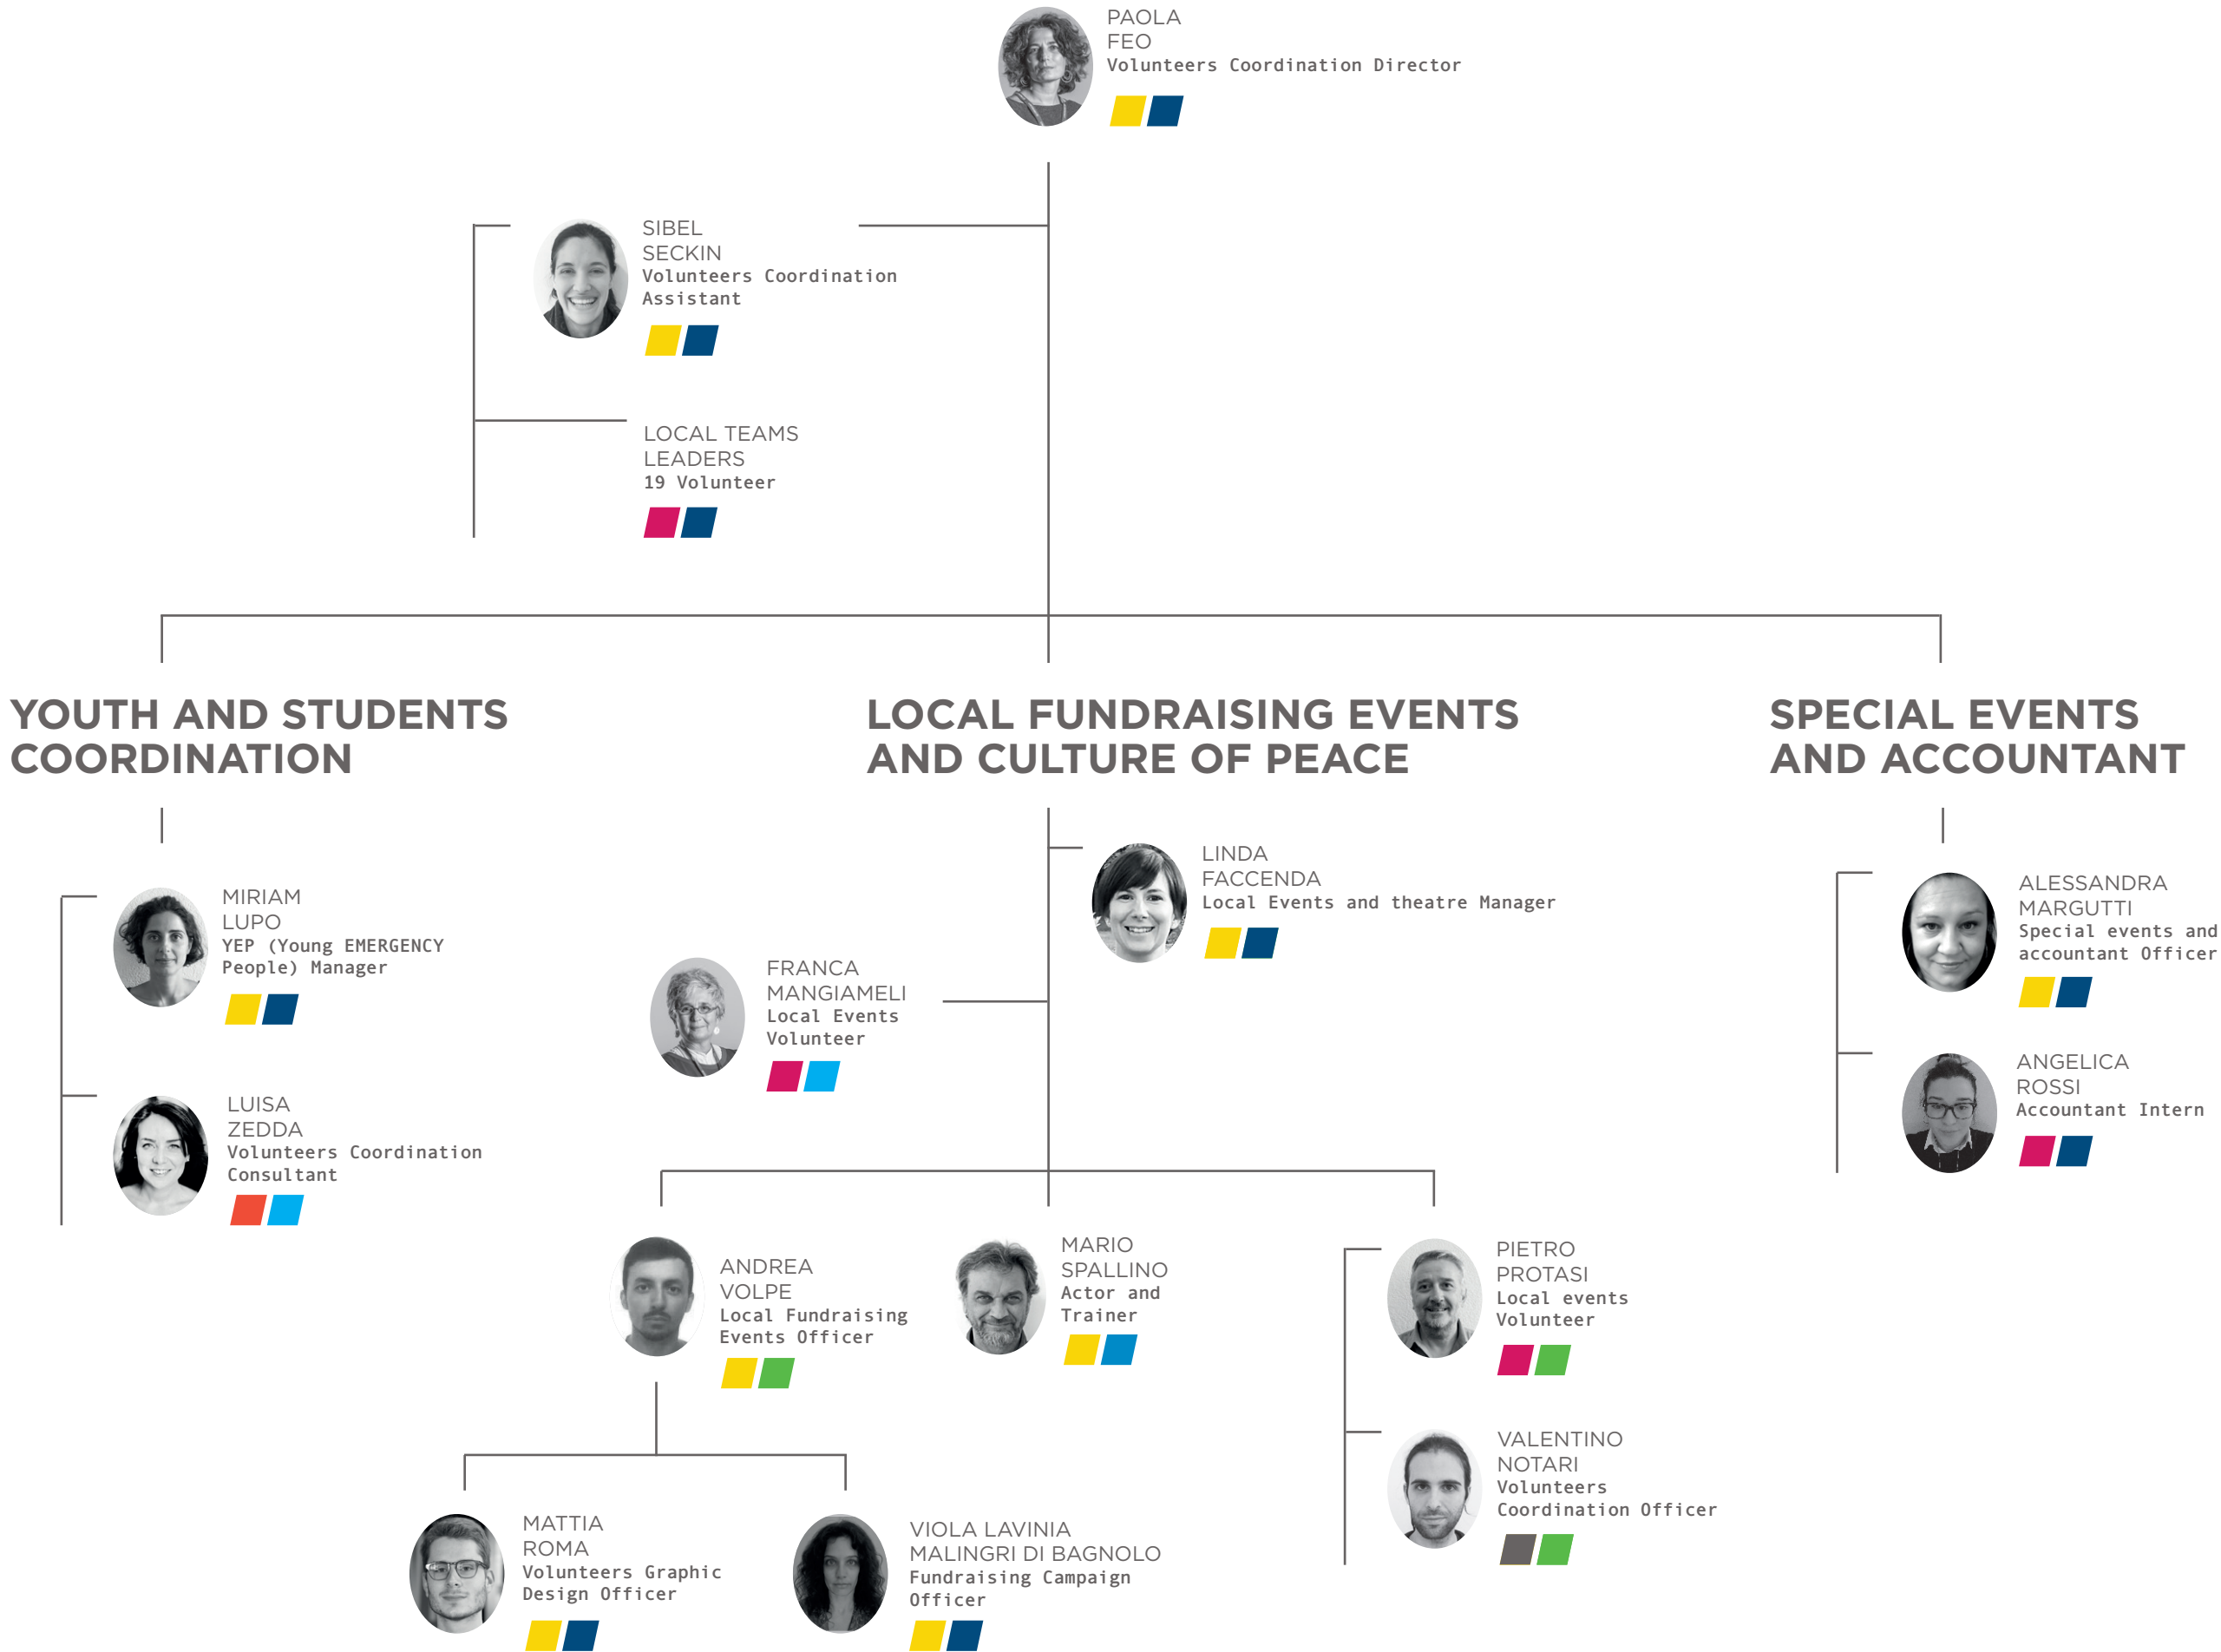 PAOLA
FEO
Volunteers Coordination Director
SIBEL
SECKIN
Volunteers Coordination
Assistant
LOCAL TEAMS
LEADERS
19 Volunteer
YOUTH AND STUDENTS
COORDINATION
MIRIAM
LUPO
YEP (Young EMERGENCY
People) Manager
LUISA
ZEDDA
Volunteers Coordination
Consultant
LOCAL FUNDRAISING EVENTS
AND CULTURE OF PEACE
LINDA
FACCENDA
Local Events and theatre Manager
FRANCA
MANGIAMELI
Local Events
Volunteer
ANDREA
VOLPE
Local Fundraising
Events Officer
MARIO
SPALLINO
Actor and
Trainer
PIETRO
PROTASI
Local events
Volunteer
VALENTINO
NOTARI
Volunteers
Coordination Officer
MATTIA
ROMA
Volunteers Graphic
Design Officer
VIOLA LAVINIA
MALINGRI DI BAGNOLO
Fundraising Campaign
Officer
SPECIAL EVENTS
AND ACCOUNTANT
ALESSANDRA
MARGUTTI
Special events and
accountant Officer
ANGELICA
ROSSI
Accountant Intern